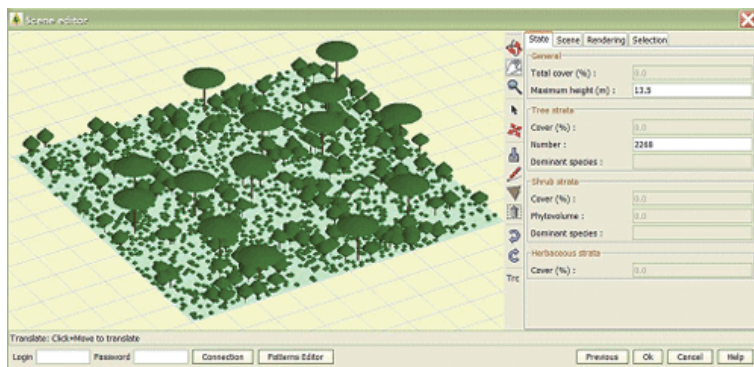 Scene editor
State Scene Rendering Selection
General
Total cover (%) : 0.0
Maximum height (m) : 13.5
Tree strata
Cover (%) : 0.0
Number : 2268
Dominant species :
Shrub strata
Cover (%) : 0.0
Phytovolume : 0.0
Dominant species :
Herbaceous strata
Cover (%) : 0.0
Trc
Translate: Click+Move to translate
Login Password Connection Patterns Editor Previous Ok Cancel Help